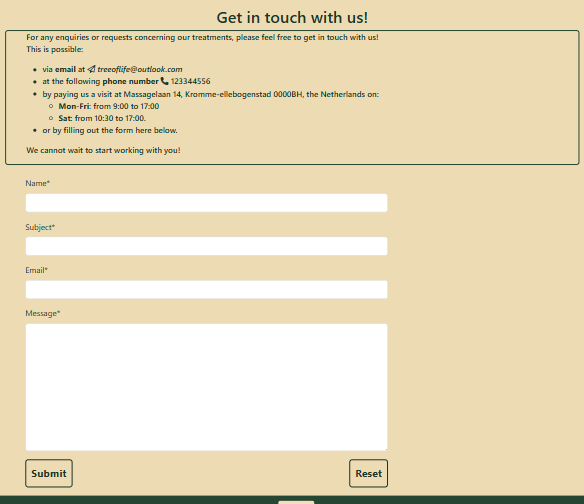 Get in touch with us!
For any enquiries or requests concerning our treatments, please feel free to get in touch with us!
This is possible:
via email at treeoflife@outlook.com
at the following phone number 123344556
by paying us a visit at Massagelaan 14, Kromme-ellebogenstad 0000BH, the Netherlands on:
Mon-Fri: from 9:00 to 17:00
Sat: from 10:30 to 17:00.
or by filling out the form here below.
We cannot wait to start working with you!
Name*
Subject*
Email*
Message*
Submit
Reset